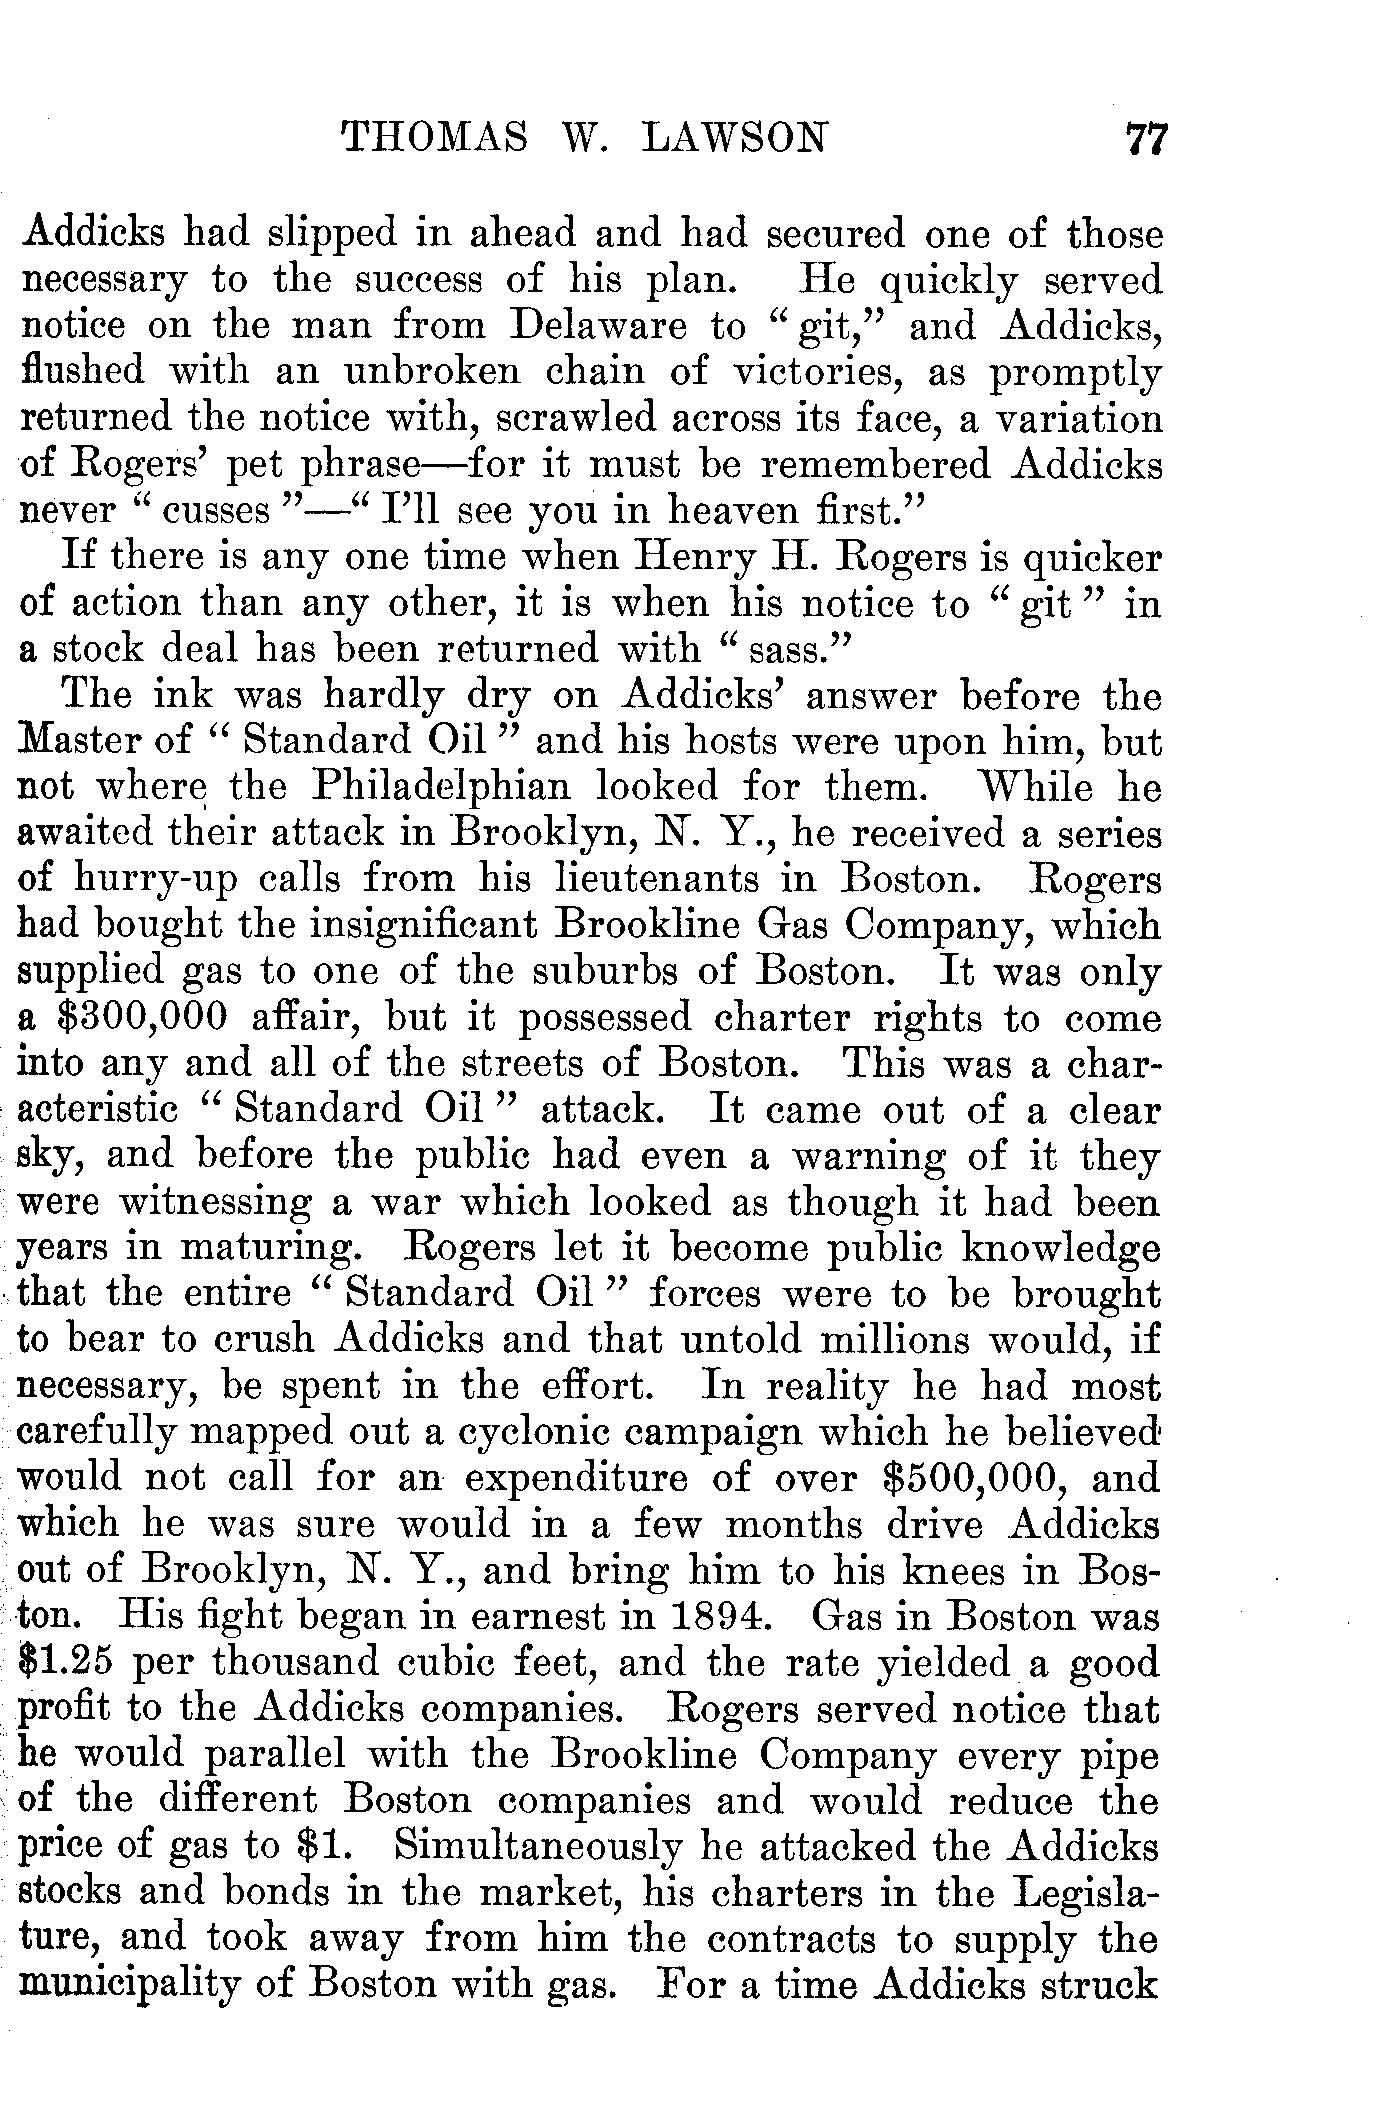 THOMAS W. LAWSON 77
Addicks had slipped in ahead and had secured one of those
necessary to the success of his plan. He quickly served
notice on the man from Delaware to “ git,” and Addicks,
flushed with an unbroken chain of victories, as promptly
returned the notice with, scrawled across its face, a variation
of Rogers’ pet phrase—for it must be remembered Addicks
never “ cusses ”—“ I’ll see you in heaven first.”
If there is any one time when Henry H. Rogers is quicker
of action than any other, it is when his notice to “ git ” in
a stock deal has been returned with “ sass.”
The ink was hardly dry on Addicks’ answer before the
Master of “ Standard Oil ” and his hosts were upon him, but
not where the Philadelphian looked for them. While he
awaited their attack in Brooklyn, N. Y., he received a series
of hurry-up calls from his lieutenants in Boston. Rogers
had bought the insignificant Brookline Gas Company, which
supplied gas to one of the suburbs of Boston. It was only
a $300,000 affair, but it possessed charter rights to come
into any and all of the streets of Boston. This was a char-
acteristic “ Standard Oil ” attack. It came out of a clear
sky, and before the public had even a warning of it they
were witnessing a war which looked as though it had been
years in maturing. Rogers let it become public knowledge
that the entire “ Standard Oil ” forces were to be brought
to bear to crush Addicks and that untold millions would, if
necessary, be spent in the effort. In reality he had most
carefully mapped out a cyclonic campaign which he believed
would not call for an expenditure of over $500,000, and
which he was sure would in a few months drive Addicks
out of Brooklyn, N. Y., and bring him to his knees in Bos-
ton. His fight began in earnest in 1894. Gas in Boston was
$1.25 per thousand cubic feet, and the rate yielded a good
profit to the Addicks companies. Rogers served notice that
he would parallel with the Brookline Company every pipe
of the different Boston companies and would reduce the
price of gas to $1. Simultaneously he attacked the Addicks
stocks and bonds in the market, his charters in the Legisla-
ture, and took away from him the contracts to supply the
municipality of Boston with gas. For a time Addicks struck